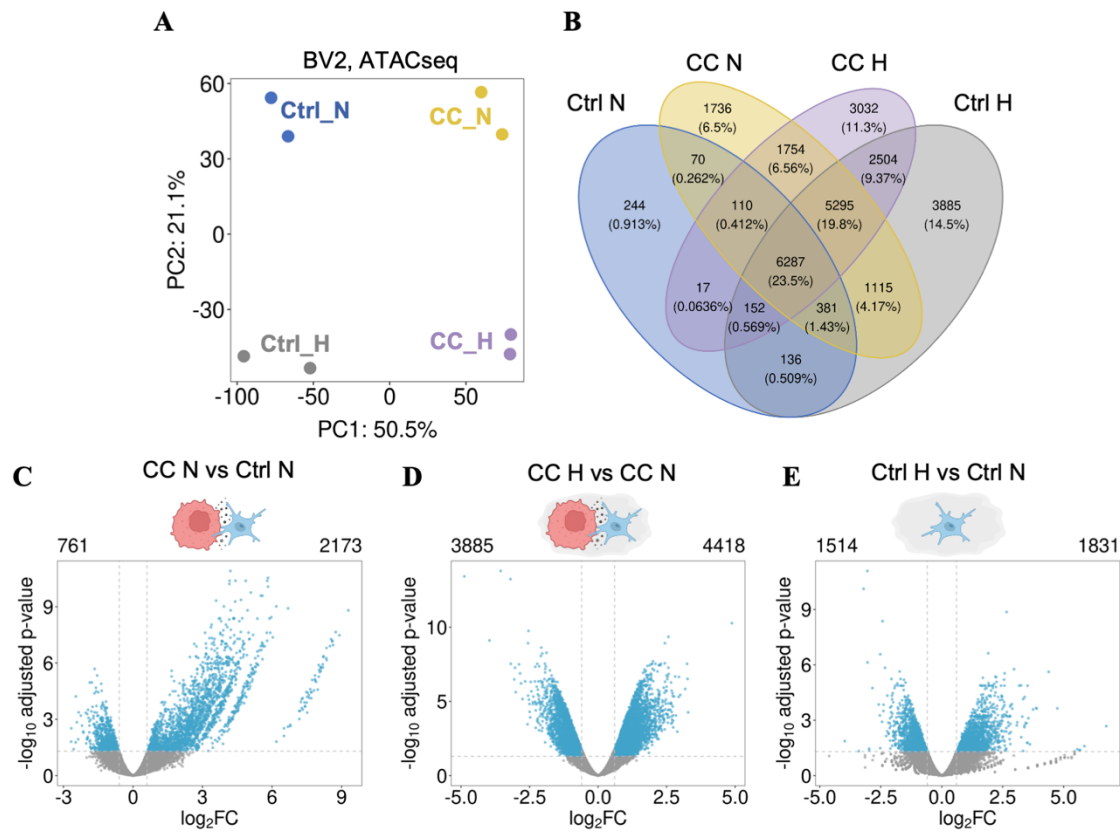 A
BV2, ATACseq
60
30
0
-30
-100
-50
0
50
PC1: 50.5%
PC2: 21.1%
Ctrl_N
CC_N
Ctrl_H
CC_H
B
CC N
CC H
Ctrl N
Ctrl H
1736
(6.5%)
3032
(11.3%)
70
(0.262%)
1754
(6.56%)
2504
(9.37%)
244
(0.913%)
110
(0.412%)
5295
(19.8%)
3885
(14.5%)
6287
(23.5%)
17
(0.0636%)
152
(0.569%)
381
(1.43%)
1115
(4.17%)
136
(0.509%)
C
CC N vs Ctrl N
761
2173
9
6
3
0
-3
0
3
6
9
log2FC
-log10 adjusted p-value
D
CC H vs CC N
3885
4418
10
5
0
-5.0
-2.5
0.0
2.5
5.0
log2FC
-log10 adjusted p-value
E
Ctrl H vs Ctrl N
1514
1831
9
6
3
0
-5.0
-2.5
0.0
2.5
5.0
log2FC
-log10 adjusted p-value